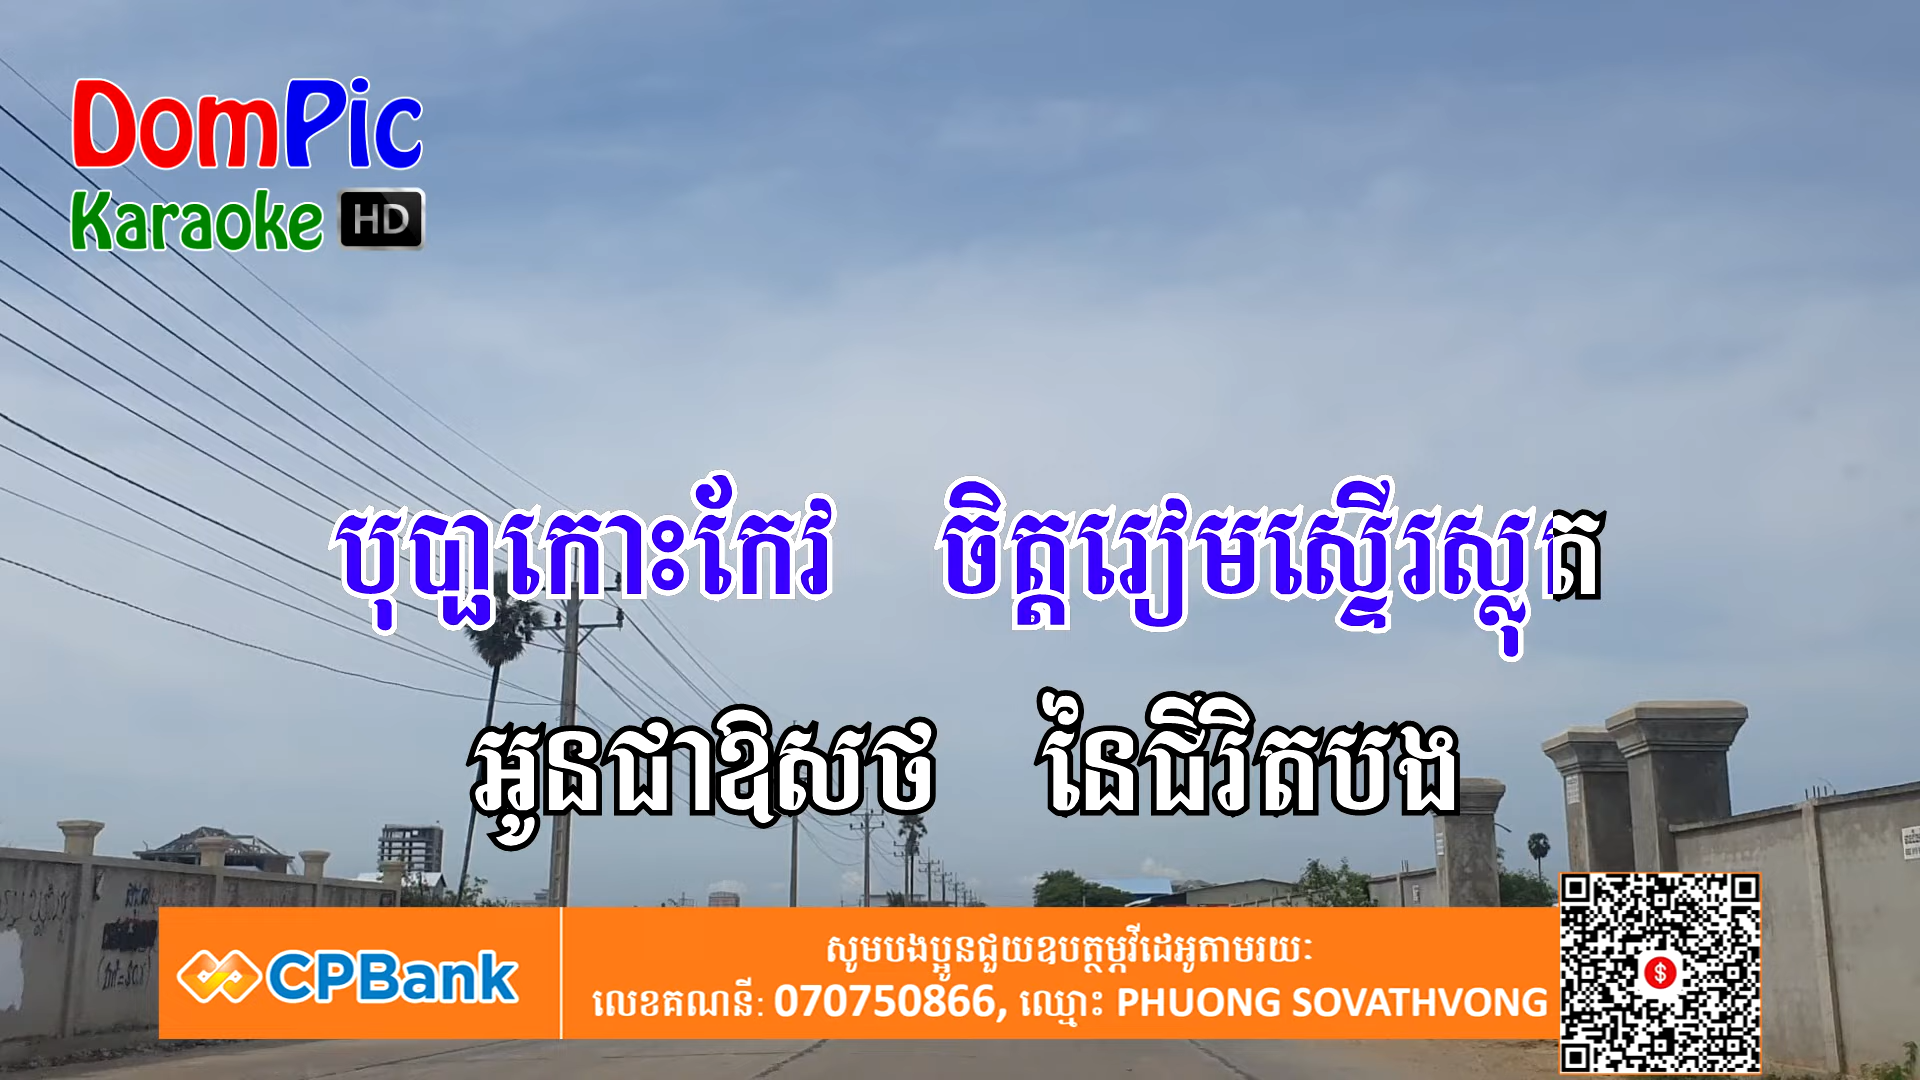 DomPic
Karaoke HD
បុប្ផាកោះកែវ ចិត្តរៀមស្ទើរស្លុត
អូនជាឱសថ នៃជីវិតបង
CPBank
សូមបងប្អូនជួយឧបត្ថម្ភវីដេអូតាមរយៈ
លេខគណនី: 070750866, ឈ្មោះ PHUONG SOVATHVONG